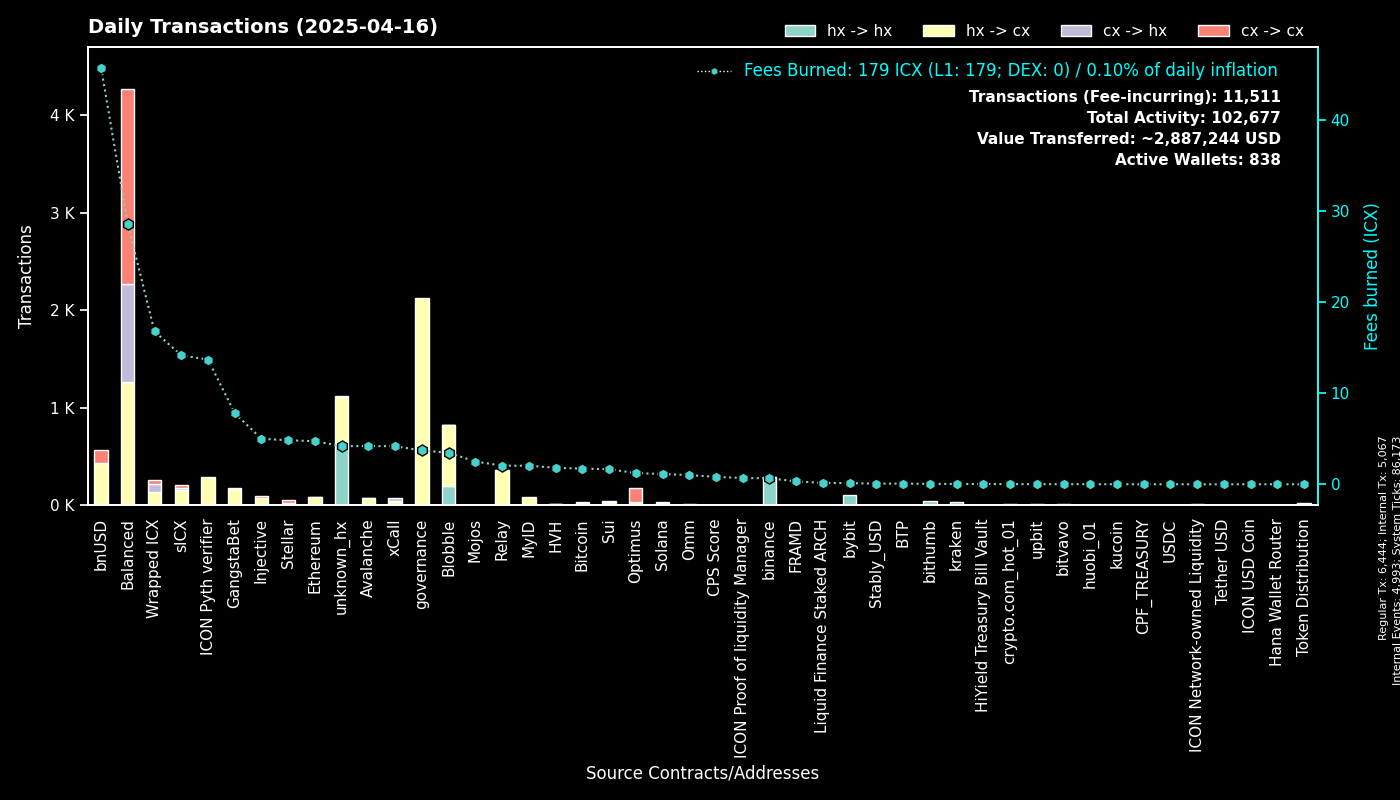 Daily Transactions (2025-04-16)
hx -> hx
hx -> cx
cx -> hx
cx -> cx
Fees Burned: 179 ICX (L1: 179; DEX: 0) / 0.10% of daily inflation
Transactions (Fee-incurring): 11,511
Total Activity: 102,677
Value Transferred: ~2,887,244 USD
Active Wallets: 838
Transactions
4 K
3 K
2 K
1 K
0 K
Fees burned (ICX)
40
30
20
10
0
bnUSD
Balanced
Wrapped ICX
sICX
ICON Pyth verifier
GangstaBet
Injective
Stellar
Ethereum
unknown_hx
Avalanche
xCall
governance
Blobble
Mojos
Relay
MyID
HVH
Bitcoin
Sui
Optimus
Solana
Omm
CPS Score
ICON Proof of liquidity Manager
binance
FRAMD
Liquid Finance Staked ARCH
bybit
Stably_USD
BTP
bithumb
kraken
HiYield Treasury Bill Vault
crypto.com_hot_01
upbit
bitvavo
huobi_01
kucoin
CPF_TREASURY
USDC
ICON Network-owned Liquidity
Tether USD
ICON USD Coin
Hana Wallet Router
Token Distribution
Source Contracts/Addresses
Regular Tx: 6,444; Internal Tx: 5,067
Internal Events: 4,993; System Ticks: 86,173